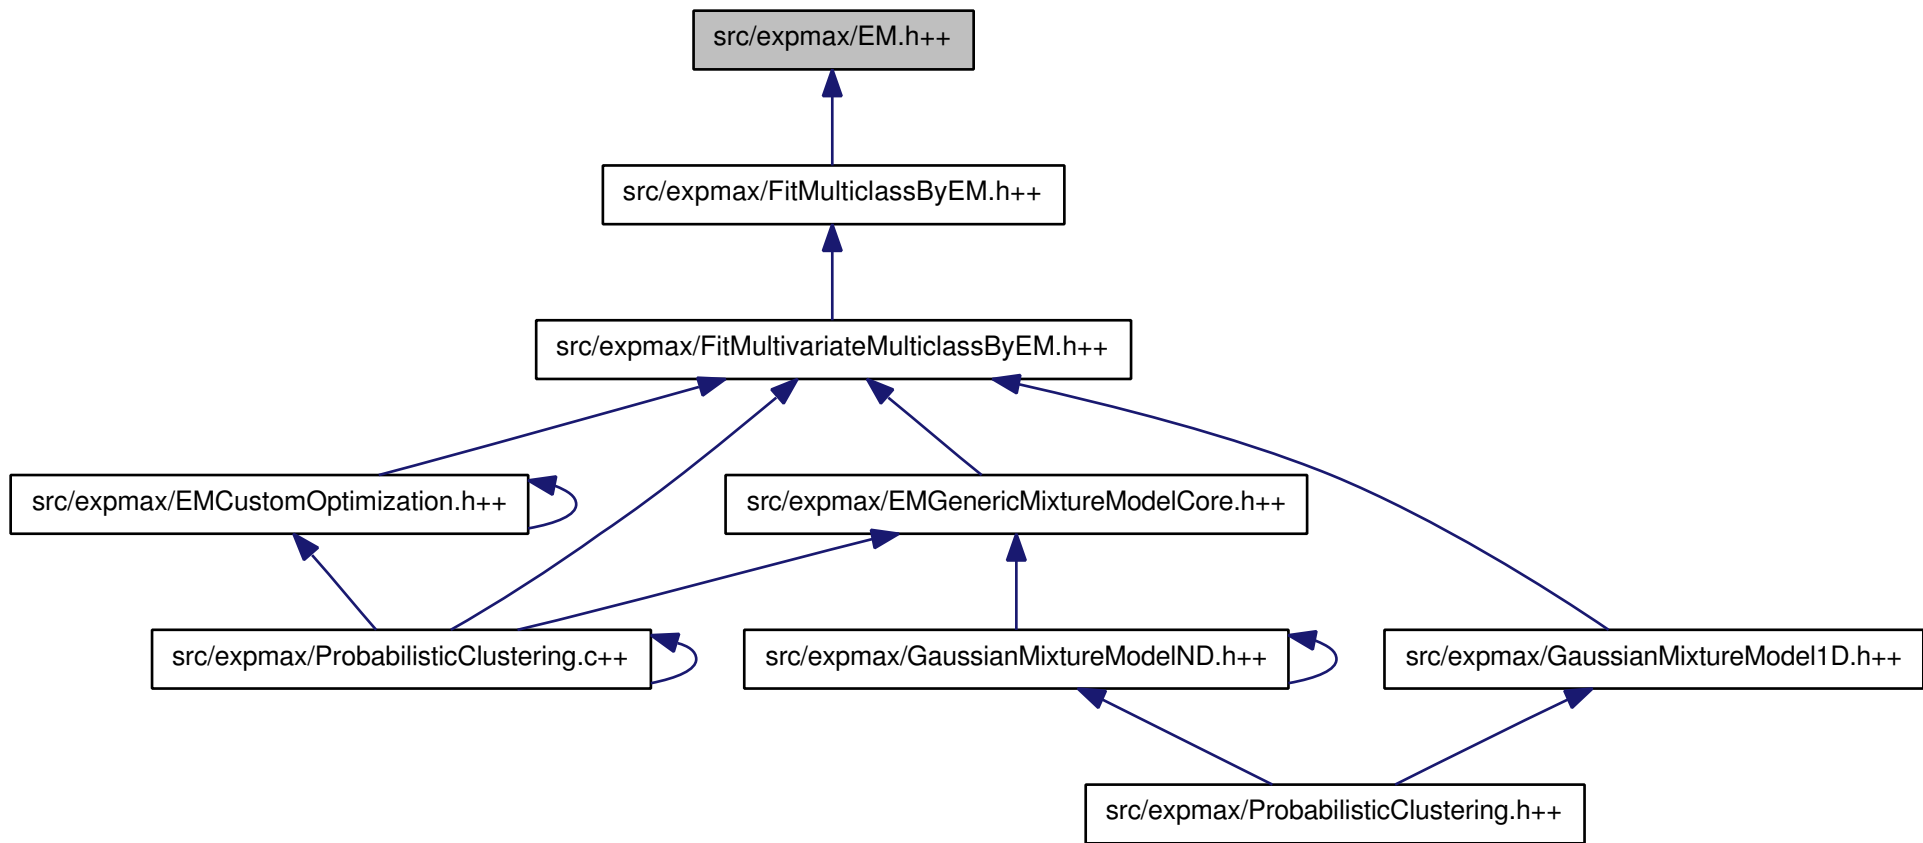 src/expmax/EM.h++
src/expmax/FitMulticlassByEM.h++
src/expmax/FitMultivariateMulticlassByEM.h++
src/expmax/EMCustomOptimization.h++
src/expmax/EMGenericMixtureModelCore.h++
src/expmax/ProbabilisticClustering.c++
src/expmax/GaussianMixtureModelND.h++
src/expmax/GaussianMixtureModel1D.h++
src/expmax/ProbabilisticClustering.h++